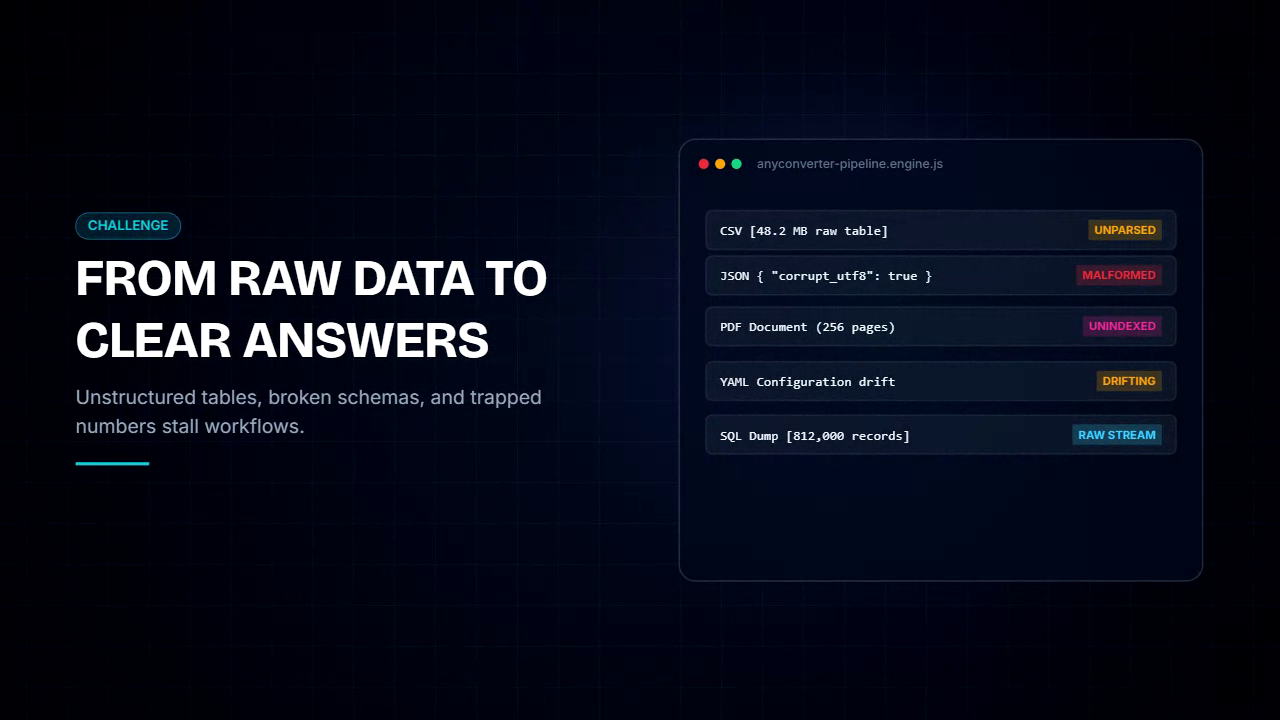 CHALLENGE
FROM RAW DATA TO
CLEAR ANSWERS
Unstructured tables, broken schemas, and trapped
numbers stall workflows.
anyconverter-pipeline.engine.js
CSV [48.2 MB raw table] UNPARSED
JSON { "corrupt_utf8": true } MALFORMED
PDF Document (256 pages) UNINDEXED
YAML Configuration drift DRIFTING
SQL Dump [812,000 records] RAW STREAM